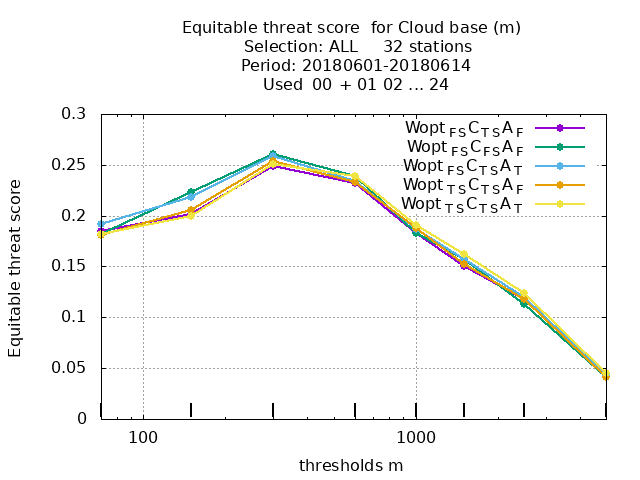 Equitable threat score for Cloud base (m)
Selection: ALL 32 stations
Period: 20180601-20180614
Used 00 + 01 02 ... 24
Equitable threat score
0.3
0.25
0.2
0.15
0.1
0.05
0
Wopt FS C TS A F
Wopt FS C FS A F
Wopt FS C TS A T
Wopt TS C TS A F
Wopt TS C TS A T
100 1000
thresholds m